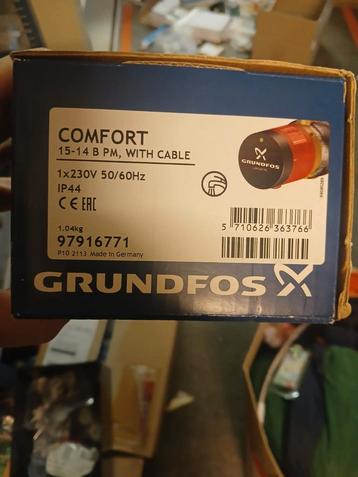 COMFORT
15-14 B PM, WITH CABLE
1x230V 50/60Hz
IP44
CE EAC
1.04kg
97916771
P10 2113 Made in Germany
GRUNDFOS
5 710626 363766
GRUNDFOS